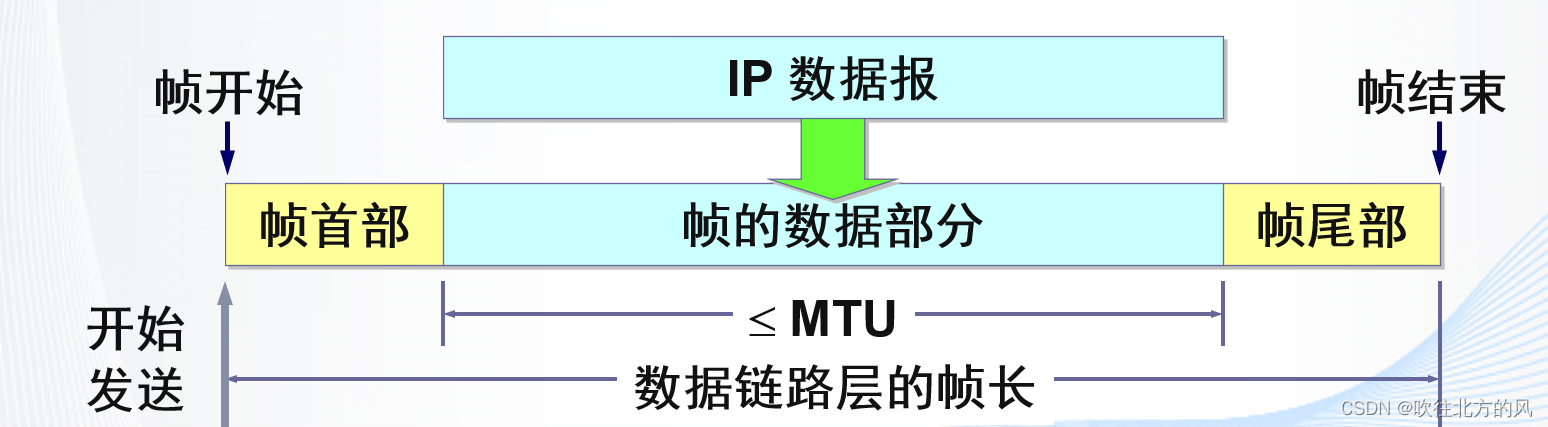 IP 数据报
帧开始
帧结束
帧首部
帧的数据部分
帧尾部
≤ MTU
开始
发送
数据链路层的帧长
CSDN @吹往北方的风